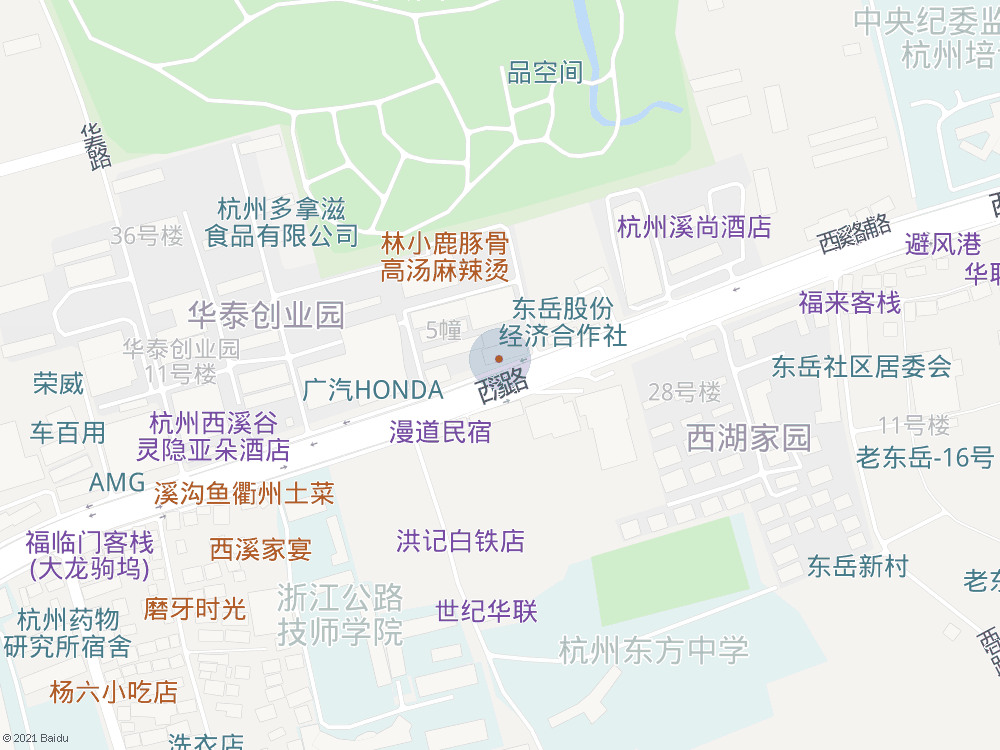 中央纪委监
杭州培
品空间
华泰路
杭州多拿滋
食品有限公司
36号楼
林小鹿豚骨
高汤麻辣烫
杭州溪尚酒店
西溪路辅路
西
避风港
华联
福来客栈
华泰创业园
5幢
东岳股份
经济合作社
华泰创业园
11号楼
荣威
广汽HONDA
西溪路
28号楼
东岳社区居委会
车百用
杭州西溪谷
灵隐亚朵酒店
漫道民宿
西湖家园
11号楼
老东岳-16号
AMG
溪沟鱼衢州土菜
福临门客栈
(大龙驹坞)
西溪家宴
洪记白铁店
东岳新村
老东
杭州药物
研究所宿舍
磨牙时光
浙江公路
技师学院
世纪华联
杭州东方中学
西
路
杨六小吃店
洗衣店
© 2021 Baidu